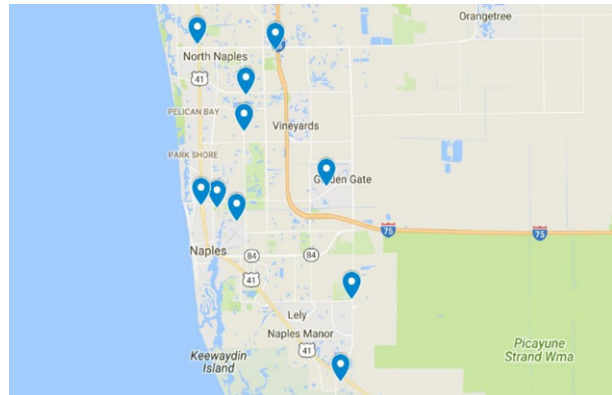 Orangetree
North Naples
41
PELICAN BAY
Vineyards
PARK SHORE
Golden Gate
75
75
Naples
84
84
41
Lely
Naples Manor
41
Keewaydin
Island
Picayune
Strand Wma